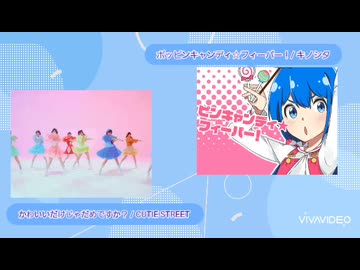 ポッピンキャンディ☆フィーバー！/ キノシタ
ピンキャンディ☆
フィーバー！
かわいいだけじゃだめですか？/ CUTIE STREET
VIVAVIDEO